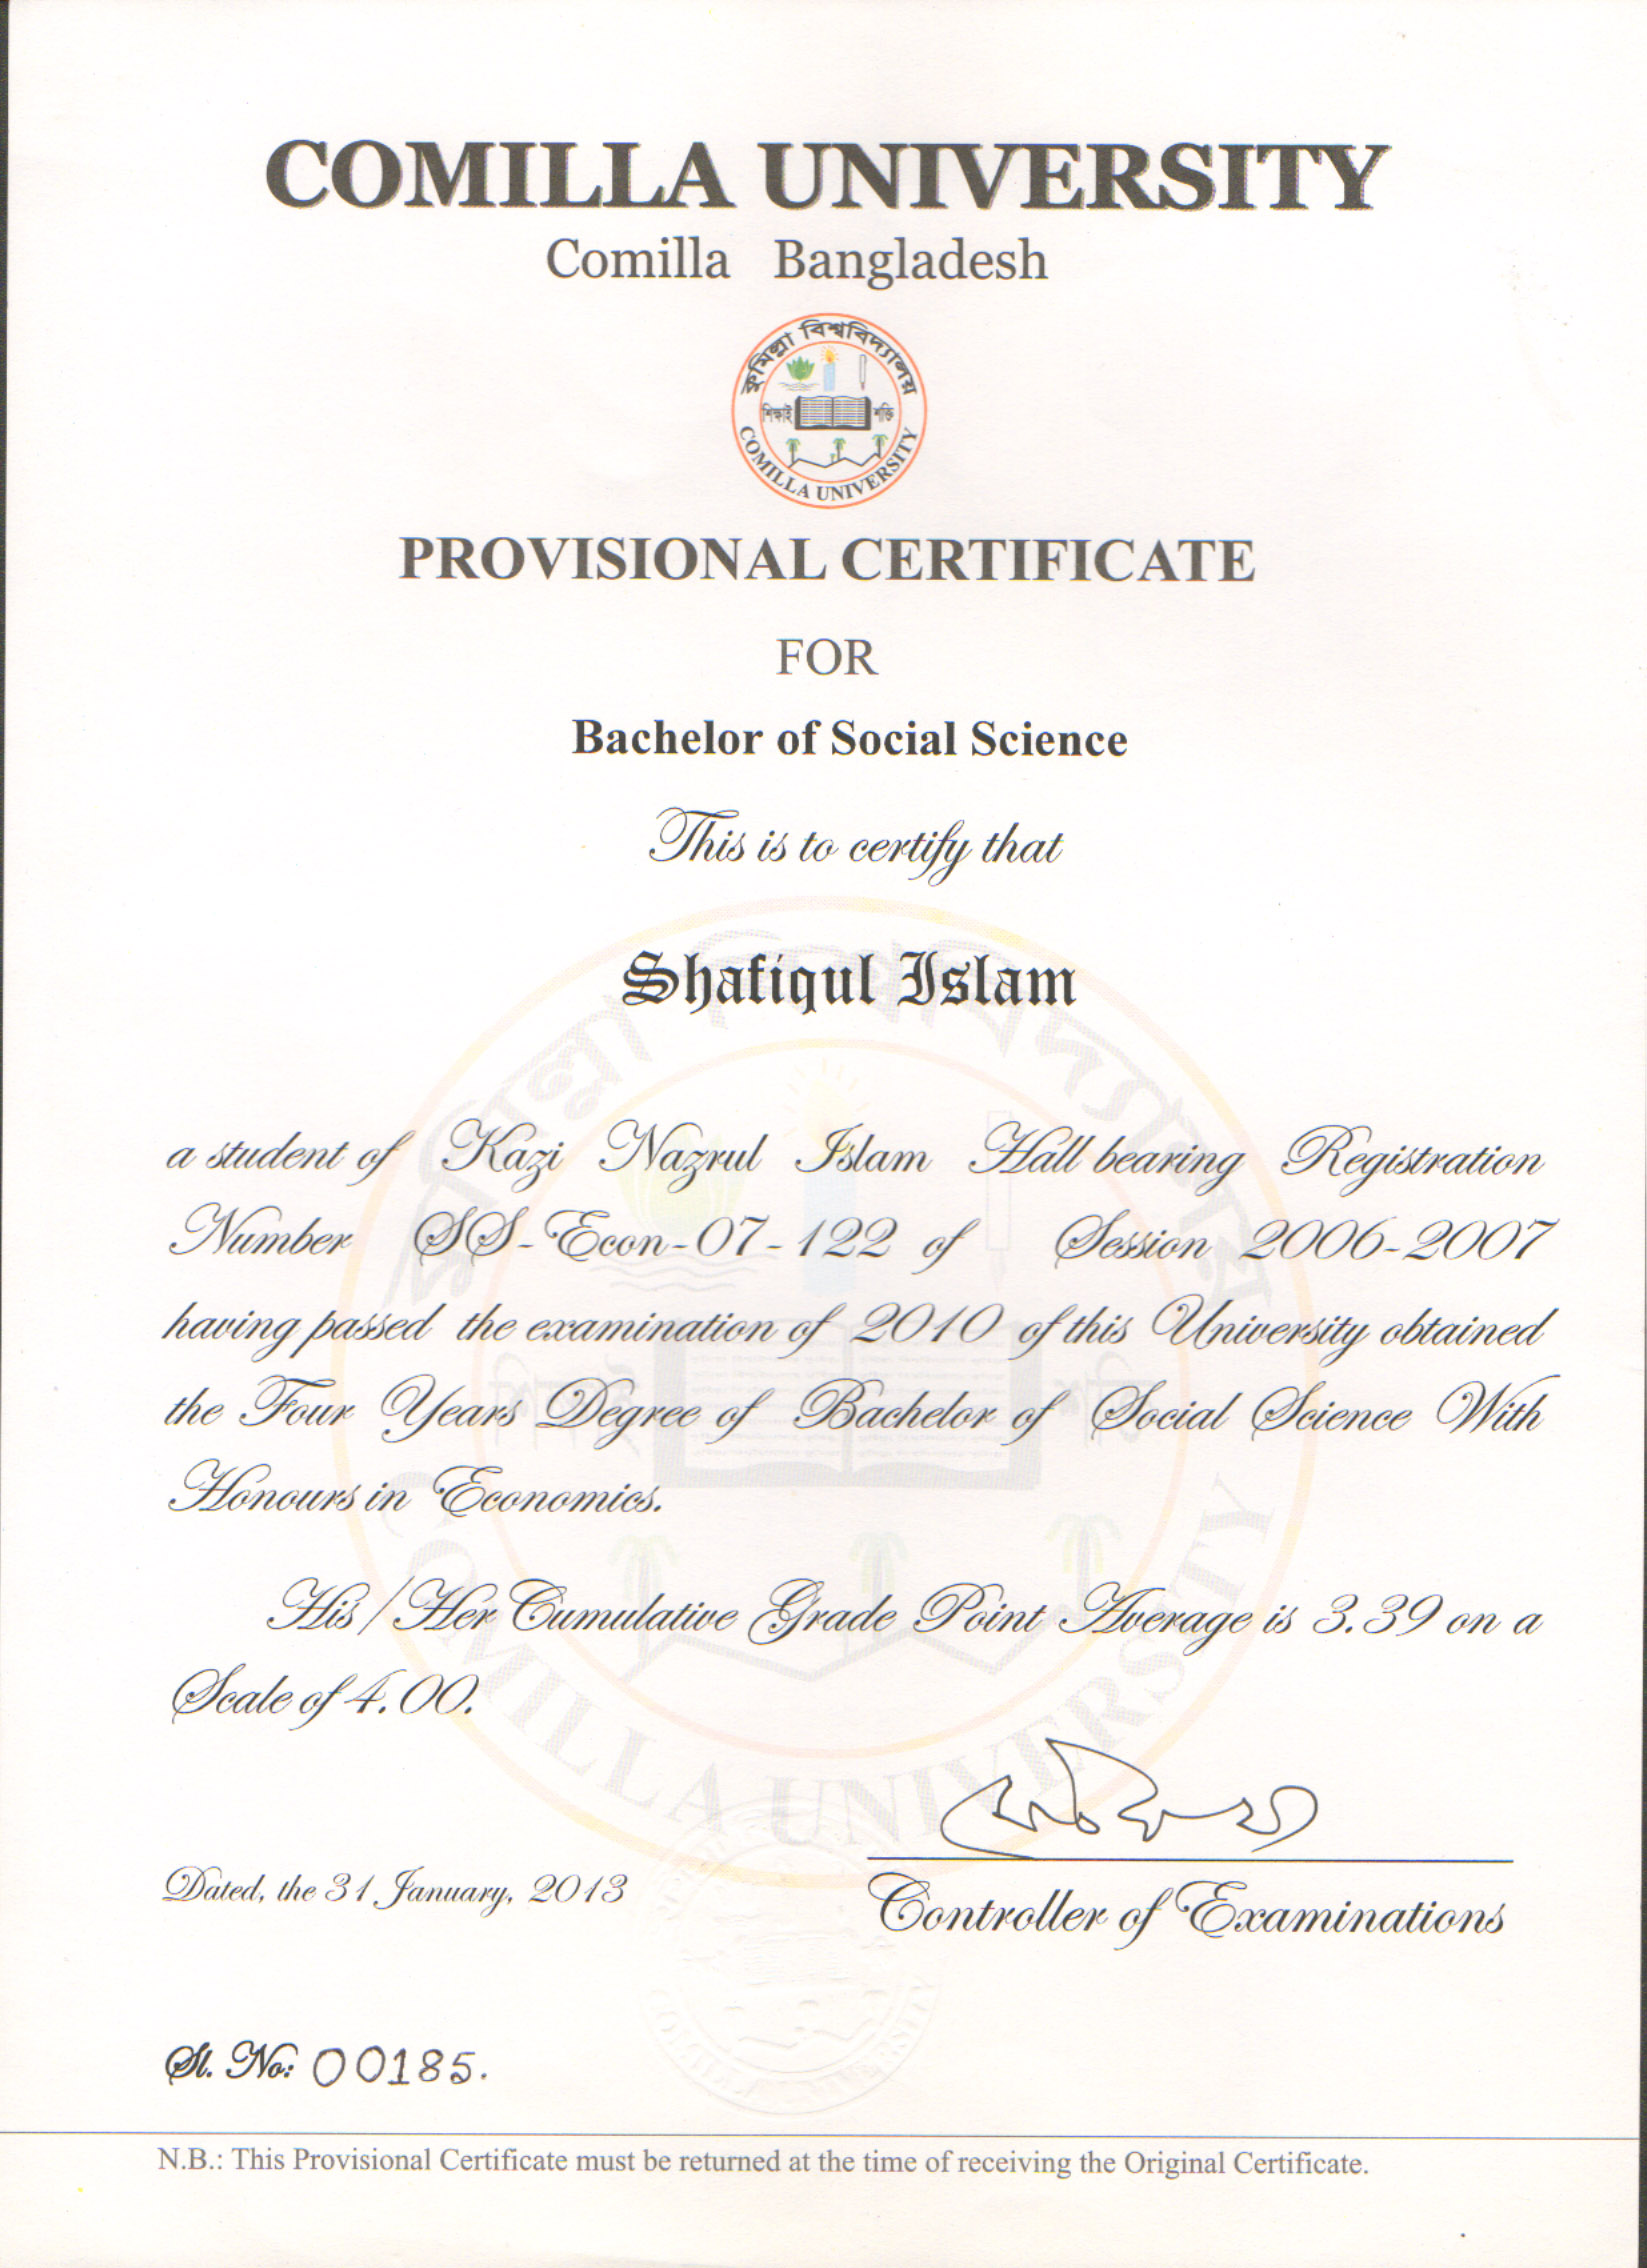 COMILLA UNIVERSITY
Comilla Bangladesh
কুমিল্লা বিশ্ববিদ্যালয়
শিক্ষাই শক্তি
COMILLA UNIVERSITY
PROVISIONAL CERTIFICATE
FOR
Bachelor of Social Science
This is to certify that
Shafiqul Islam
a student of Kazi Nazrul Islam Hall bearing Registration
Number SS-Econ-07-122 of Session 2006-2007
having passed the examination of 2010 of this University obtained
the Four Years Degree of Bachelor of Social Science With
Honours in Economics.
His/Her Cumulative Grade Point Average is 3.39 on a
Scale of 4.00.
Dated, the 31 January, 2013
Controller of Examinations
Sl. No: 00185.
N.B.: This Provisional Certificate must be returned at the time of receiving the Original Certificate.